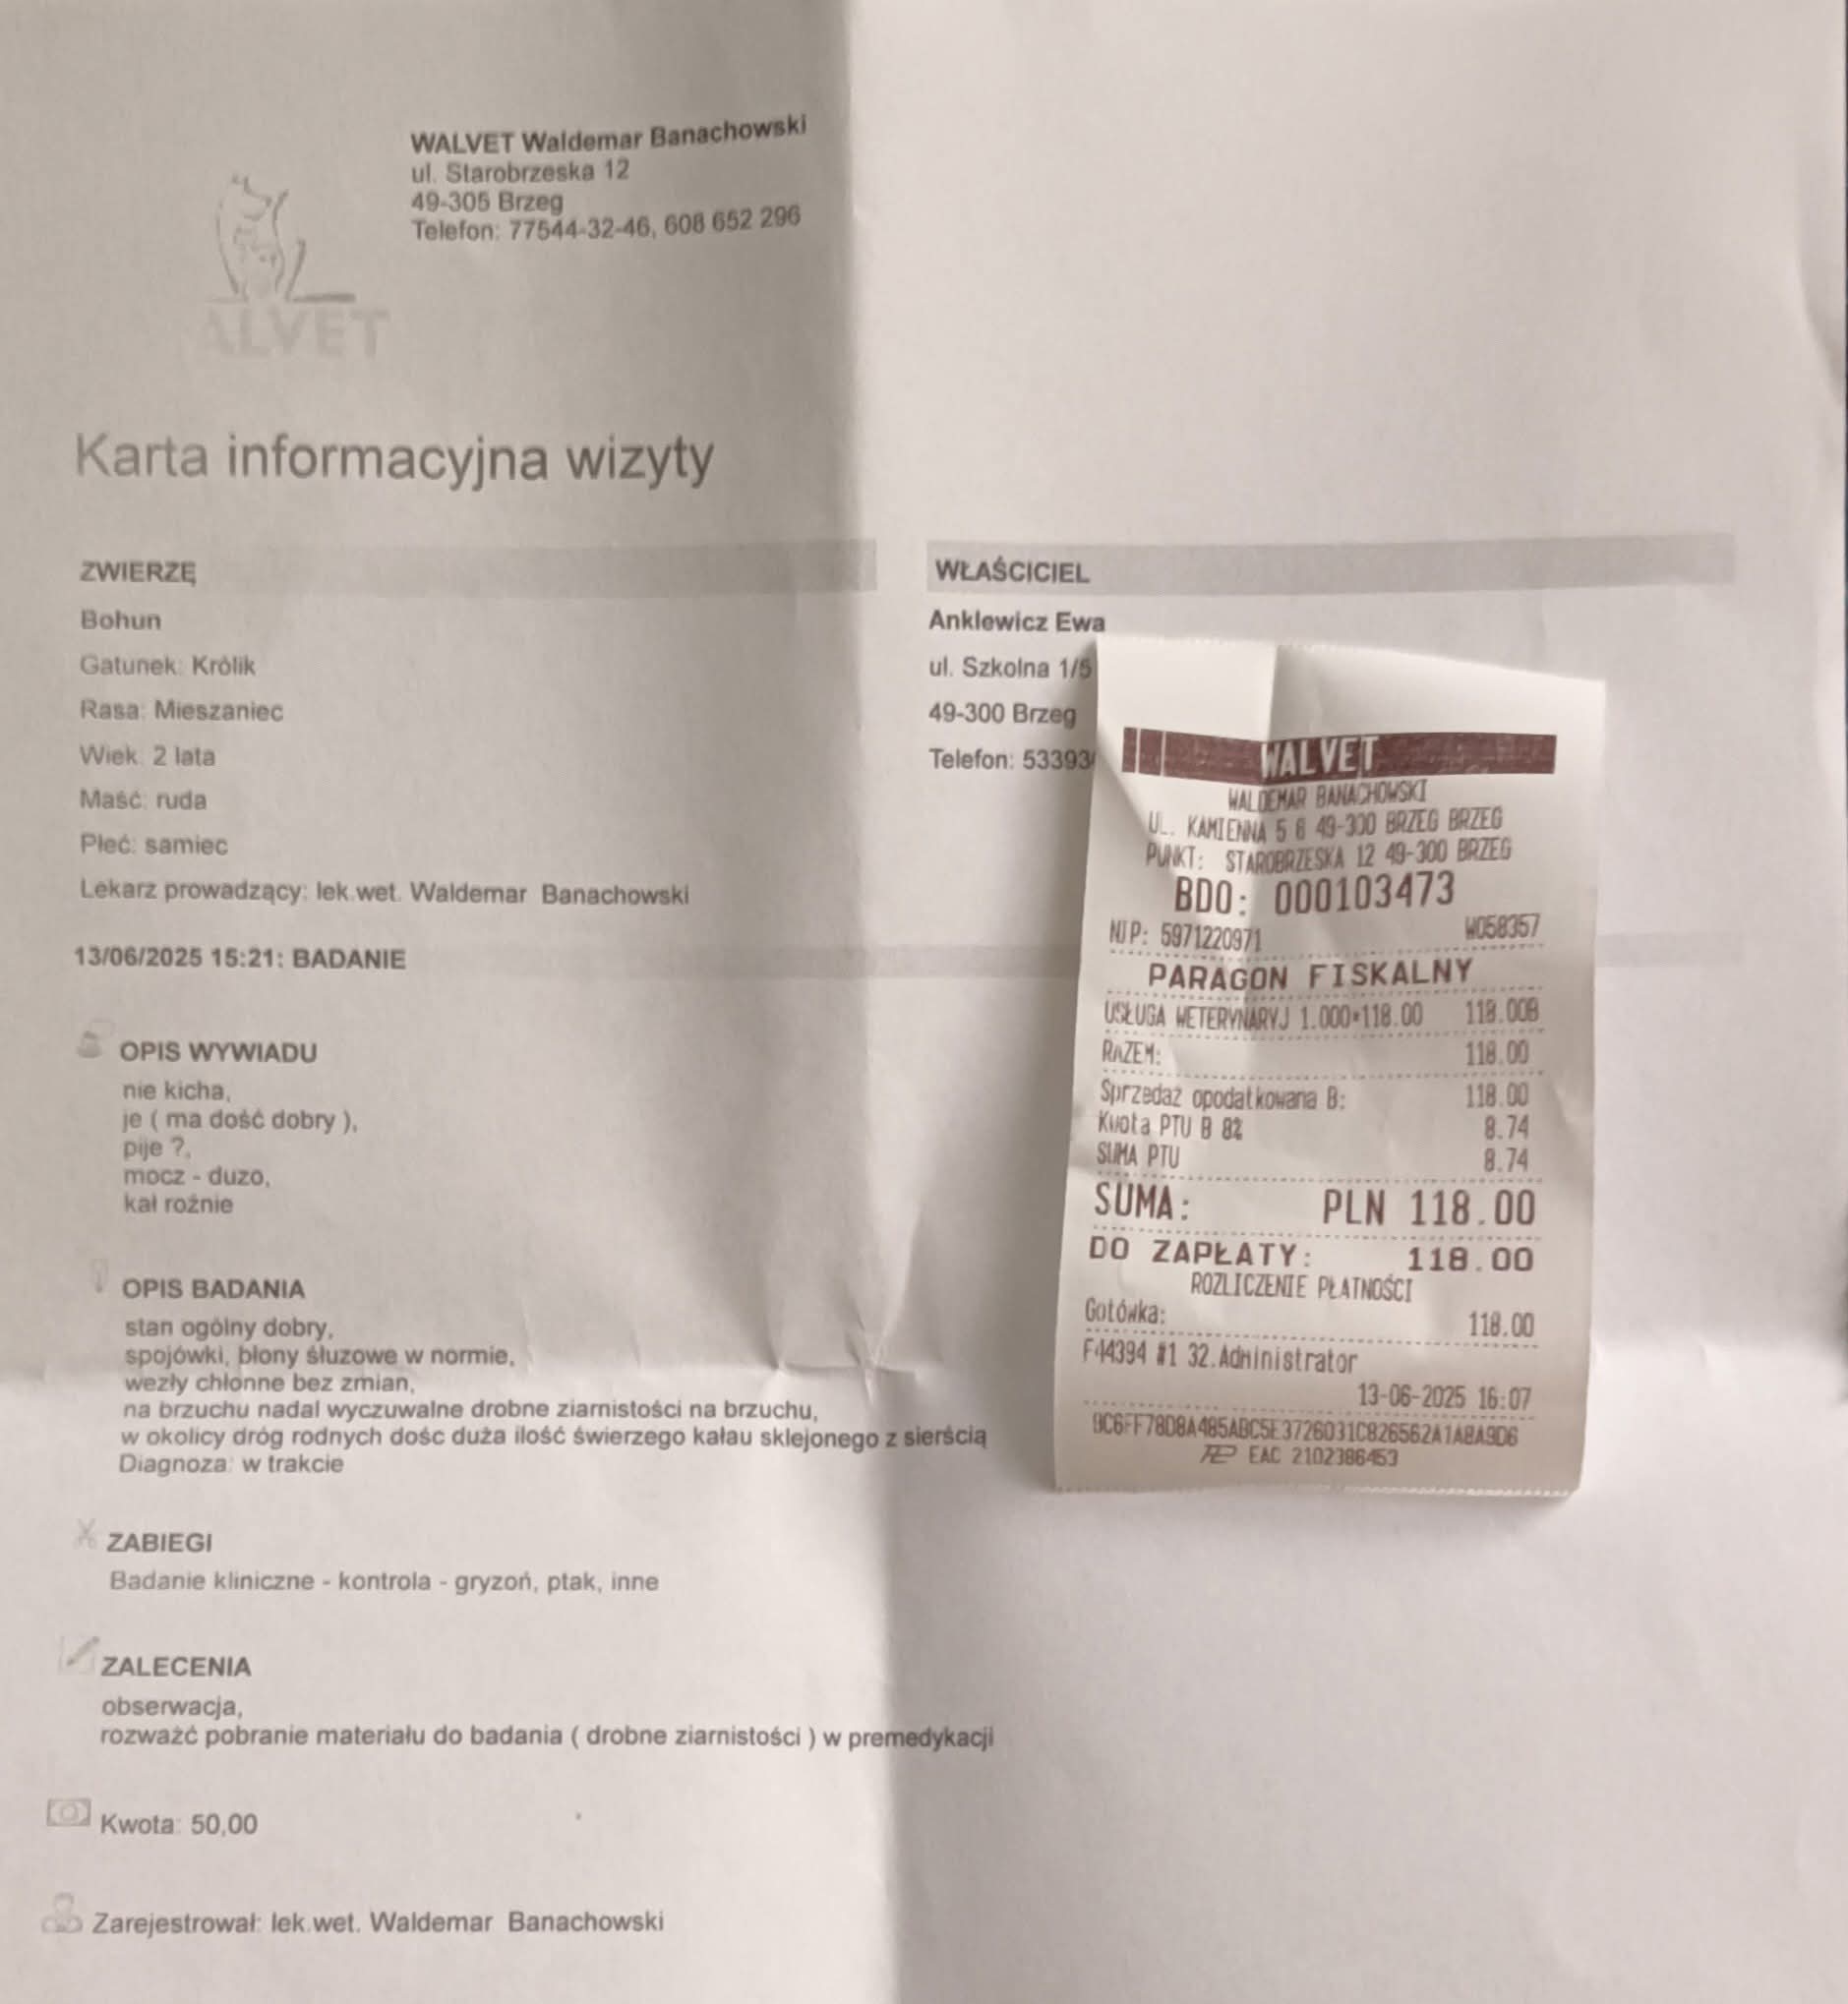 WALVET Waldemar Banachowski
ul. Starobrzeska 12
49-305 Brzeg
Telefon: 77544-32-46, 608 652 296
ALVET
Karta informacyjna wizyty
ZWIERZĘ
Bohun
Gatunek: Królik
Rasa: Mieszaniec
Wiek: 2 lata
Maść: ruda
Płeć: samiec
Lekarz prowadzący: lek.wet. Waldemar Banachowski
WŁAŚCICIEL
Anklewicz Ewa
ul. Szkolna 1/5
49-300 Brzeg
Telefon: 53393
13/06/2025 15:21: BADANIE
OPIS WYWIADU
nie kicha,
je ( ma dość dobry ),
pije ?,
mocz - duzo,
kał rożnie
OPIS BADANIA
stan ogólny dobry,
spojówki, błony śluzowe w normie,
wezły chłonne bez zmian,
na brzuchu nadal wyczuwalne drobne ziarnistości na brzuchu,
w okolicy dróg rodnych dośc duża ilość świerzego kałau sklejonego z sierścią
Diagnoza: w trakcie
ZABIEGI
Badanie kliniczne - kontrola - gryzoń, ptak, inne
ZALECENIA
obserwacja,
rozważć pobranie materiału do badania ( drobne ziarnistości ) w premedykacji
Kwota: 50,00
Zarejestrował: lek.wet. Waldemar Banachowski
WALVET
WALDEMAR BANACHOWSKI
UL. KAMIENNA 5 6 49-300 BRZEG BRZEG
PUNKT: STAROBRZESKA 12 49-300 BRZEG
BDO: 000103473
NIP: 5971220971 W058357
PARAGON FISKALNY
USŁUGA WETERYNARYJ 1.000*118.00 118.00B
RAZEM: 118.00
Sprzedaż opodatkowana B: 118.00
Kwota PTU B 8% 8.74
SUMA PTU 8.74
SUMA: PLN 118.00
DO ZAPŁATY: 118.00
ROZLICZENIE PŁATNOŚCI
Gotówka: 118.00
F44394 #1 32.Administrator
13-06-2025 16:07
EAC 2102386453